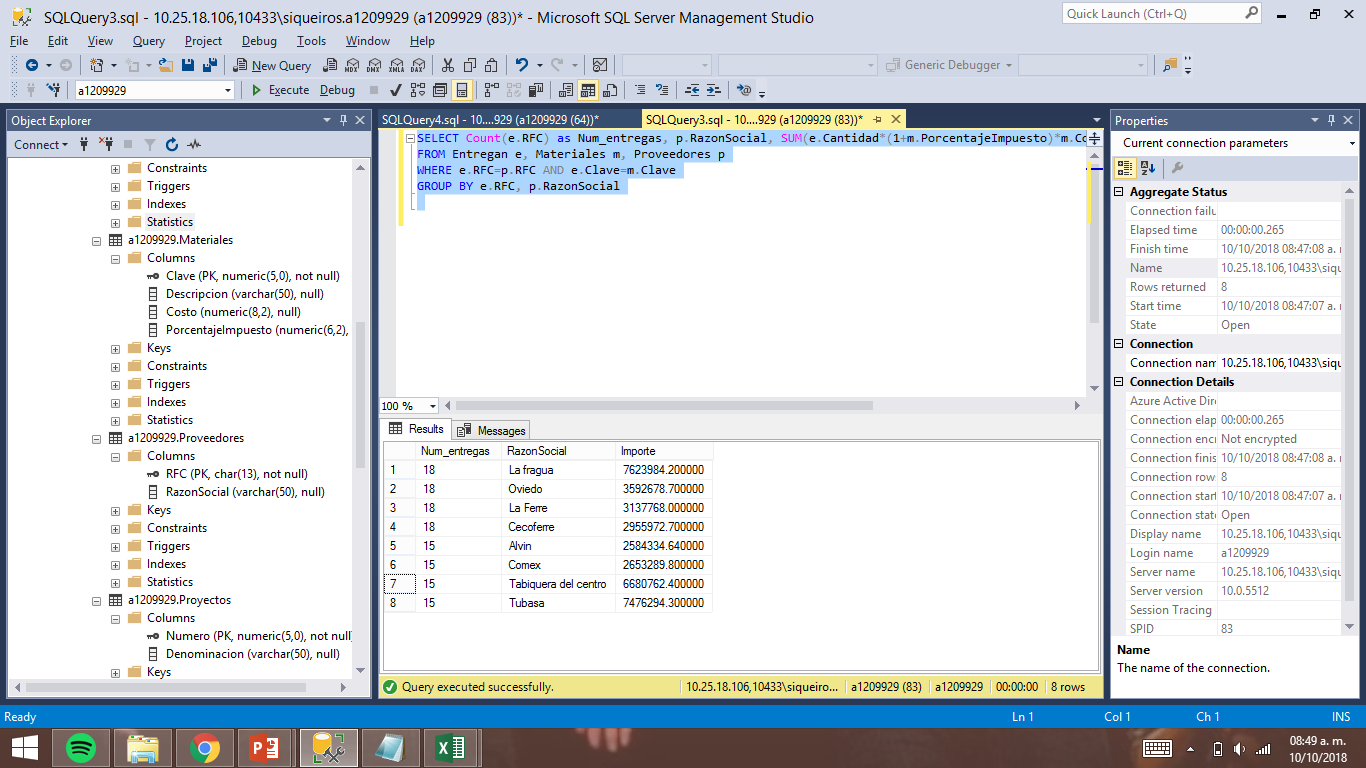 SQLQuery3.sql - 10.25.18.106,10433\siqueiros.a1209929 (a1209929 (83))* - Microsoft SQL Server Management Studio
Quick Launch (Ctrl+Q)
File Edit View Query Project Debug Tools Window Help
New Query MDX DMX XMLA DAX Generic Debugger
a1209929 Execute Debug
Object Explorer
Connect
Constraints
Triggers
Indexes
Statistics
a1209929.Materiales
Columns
Clave (PK, numeric(5,0), not null)
Descripcion (varchar(50), null)
Costo (numeric(8,2), null)
PorcentajeImpuesto (numeric(6,2),
Keys
Constraints
Triggers
Indexes
Statistics
a1209929.Proveedores
Columns
RFC (PK, char(13), not null)
RazonSocial (varchar(50), null)
Keys
Constraints
Triggers
Indexes
Statistics
a1209929.Proyectos
Columns
Numero (PK, numeric(5,0), not null)
Denominacion (varchar(50), null)
Keys
SQLQuery4.sql - 10....929 (a1209929 (64))* SQLQuery3.sql - 10....929 (a1209929 (83))*
SELECT Count(e.RFC) as Num_entregas, p.RazonSocial, SUM(e.Cantidad*(1+m.PorcentajeImpuesto)*m.Co
FROM Entregan e, Materiales m, Proveedores p
WHERE e.RFC=p.RFC AND e.Clave=m.Clave
GROUP BY e.RFC, p.RazonSocial
100 %
Results Messages
Num_entregas RazonSocial Importe
1 18 La fragua 7623984.200000
2 18 Oviedo 3592678.700000
3 18 La Ferre 3137768.000000
4 18 Cecoferre 2955972.700000
5 15 Alvin 2584334.640000
6 15 Comex 2653289.800000
7 15 Tabiquera del centro 6680762.400000
8 15 Tubasa 7476294.300000
Query executed successfully. 10.25.18.106,10433\siqueiro... a1209929 (83) a1209929 00:00:00 8 rows
Properties
Current connection parameters
Aggregate Status
Connection failu
Elapsed time 00:00:00.265
Finish time 10/10/2018 08:47:08 a.
Name 10.25.18.106,10433\sique
Rows returned 8
Start time 10/10/2018 08:47:07 a.
State Open
Connection
Connection nam 10.25.18.106,10433\sique
Connection Details
Azure Active Dire
Connection elap 00:00:00.265
Connection encr Not encrypted
Connection finis 10/10/2018 08:47:08 a.
Connection row 8
Connection start 10/10/2018 08:47:07 a.
Connection state Open
Display name 10.25.18.106,10433\sique
Login name a1209929
Server name 10.25.18.106,10433\sique
Server version 10.0.5512
Session Tracing
SPID 83
Name
The name of the connection.
Ready Ln 1 Col 1 Ch 1 INS
08:49 a. m.
10/10/2018